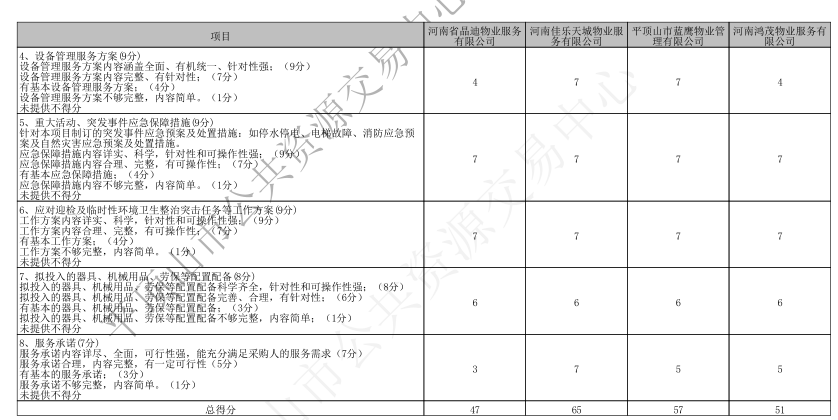 项目
河南省晶迪物业服务
有限公司
河南佳乐天城物业服
务有限公司
平顶山市蓝鹰物业管
理有限公司
河南鸿茂物业服务有
限公司
4、设备管理服务方案(9分)
设备管理服务方案内容涵盖全面、有机统一、针对性强；（9分）
设备管理服务方案内容完整、有针对性；（7分）
有基本设备管理服务方案；（4分）
设备管理服务方案不够完整，内容简单。（1分）
未提供不得分
4
7
7
4
5、重大活动、突发事件应急保障措施(9分)
针对本项目制订的突发事件应急预案及处置措施：如停水停电、电梯故障、消防应急预
案及自然灾害应急预案及处置措施。
应急保障措施内容详实、科学，针对性和可操作性强；（9分）
应急保障措施内容合理、完整，有可操作性；（7分）
有基本应急保障措施；（4分）
应急保障措施内容不够完整，内容简单。（1分）
未提供不得分
7
7
7
7
6、应对迎检及临时性环境卫生整治突击任务等工作方案(9分)
工作方案内容详实、科学，针对性和可操作性强；（9分）
工作方案内容合理、完整，有可操作性；（7分）
有基本工作方案；（4分）
工作方案不够完整，内容简单。（1分）
未提供不得分
7
7
7
7
7、拟投入的器具、机械用品、劳保等配置配备(8分)
拟投入的器具、机械用品、劳保等配置配备科学齐全，针对性和可操作性强；（8分）
拟投入的器具、机械用品、劳保等配置配备完善、合理，有针对性；（6分）
有基本的器具、机械用品、劳保等配置配备；（3分）
拟投入的器具、机械用品、劳保等配置配备不够完整，内容简单；（1分）
未提供不得分
6
6
6
6
8、服务承诺(7分)
服务承诺内容详尽、全面，可行性强，能充分满足采购人的服务需求（7分）
服务承诺合理，内容完整，有一定可行性（5分）
有基本的服务承诺；（3分）
服务承诺不够完整，内容简单。（1分）
未提供不得分
3
7
5
5
总得分
47
65
57
51
平顶山市公共资源交易中心
山市公共资源交易中心